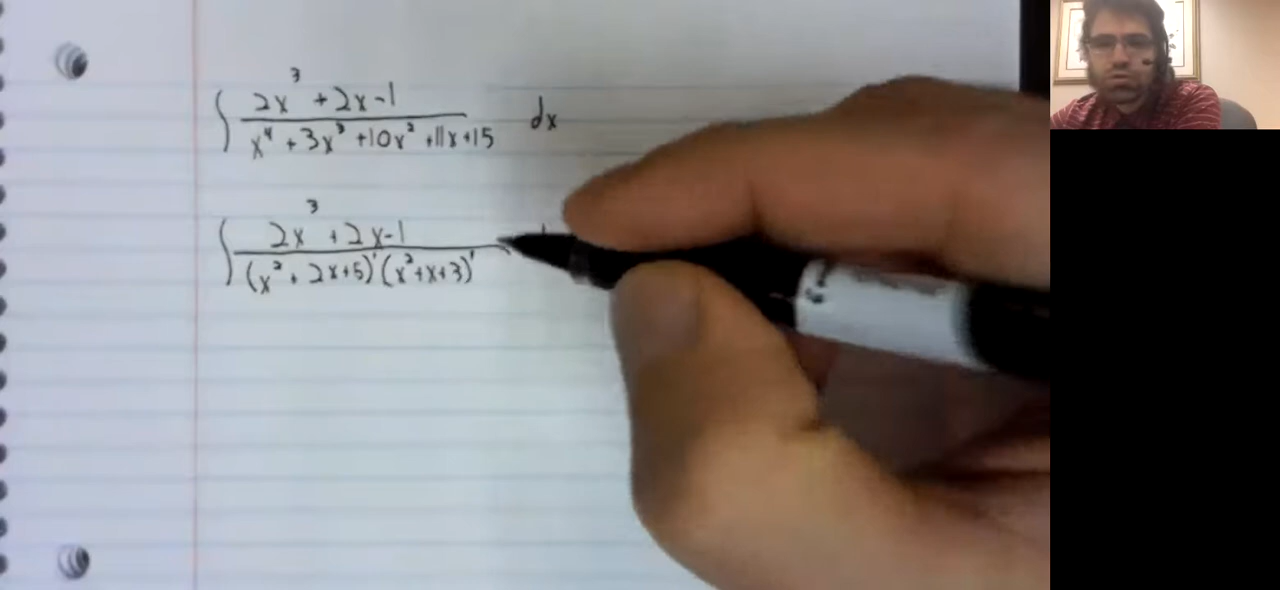 ∫ (2x³ + 2x - 1) / (x⁴ + 3x³ + 10x² + 11x + 15) dx
∫ (2x³ + 2x - 1) / ((x² + 2x + 5)¹ (x² + x + 3)¹)